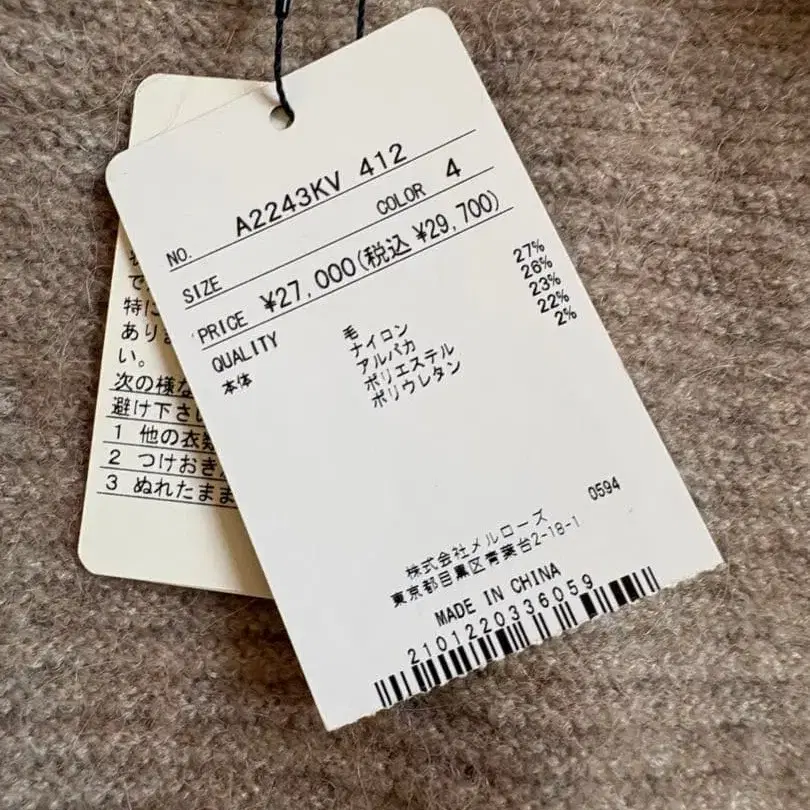 NO. A2243KV 412
SIZE COLOR 4
PRICE ¥27,000(税込 ¥29,700)
QUALITY
本体 毛 27%
ナイロン 26%
アルパカ 23%
ポリエステル 22%
ポリウレタン 2%
0594
株式会社メルローズ
東京都目黒区青葉台2-18-1
MADE IN CHINA
2101220336059
で
特に
ありま
い。
次の様な
避け下さい
1 他の衣類
2 つけおき
3 ぬれたまま